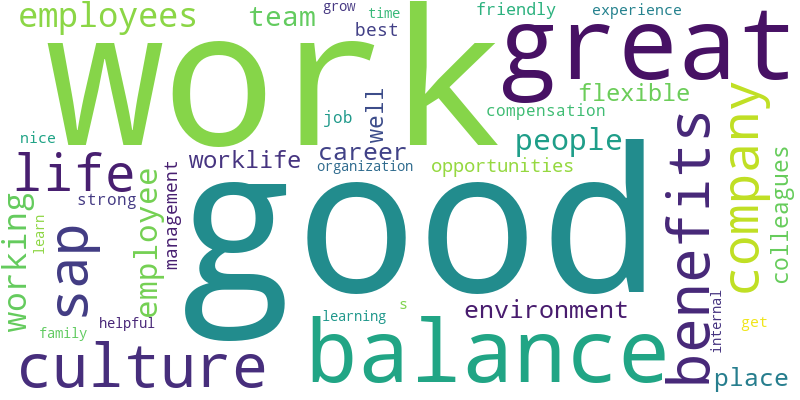 employees
team
grow
time
best
friendly
experience
work
great
flexible
compensation
job
well
nice
people
company
benefits
life
worklife
career
organization
opportunities
strong
management
employee
working
learn
sap
good
colleagues
environment
internal
s
learning
helpful
family
get
culture
balance
place